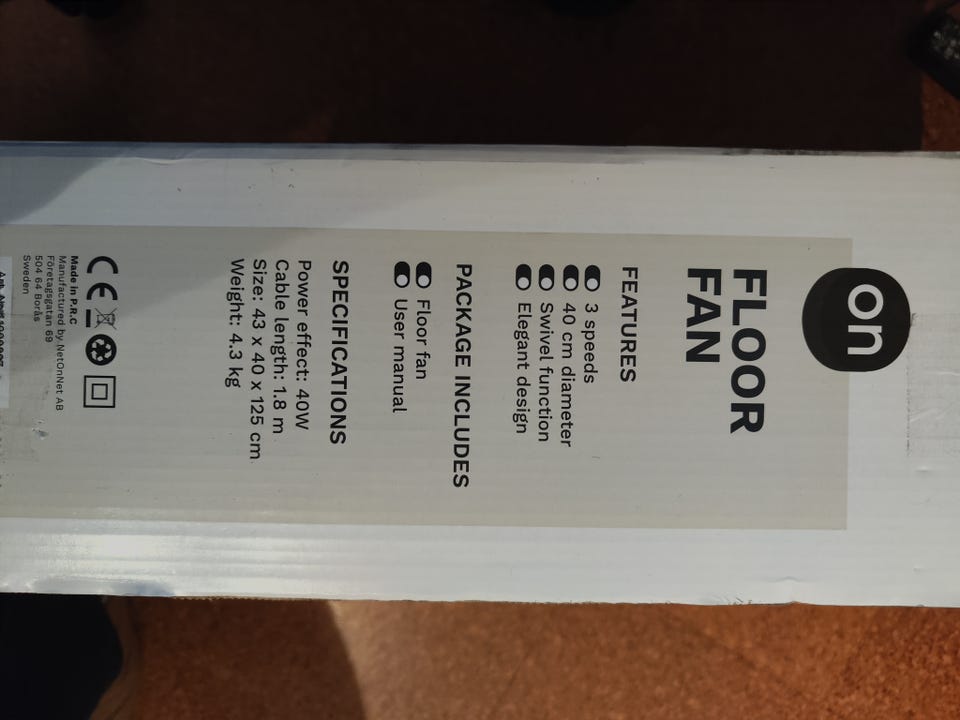 on
FLOOR
FAN
FEATURES
3 speeds
40 cm diameter
Swivel function
Elegant design
PACKAGE INCLUDES
Floor fan
User manual
SPECIFICATIONS
Power effect: 40W
Cable length: 1.8 m
Size: 43 x 40 x 125 cm
Weight: 4.3 kg
CE
Made in P.R.C
Manufactured by NetOnNet AB
Företagsgatan 69
504 64 Borås
Sweden